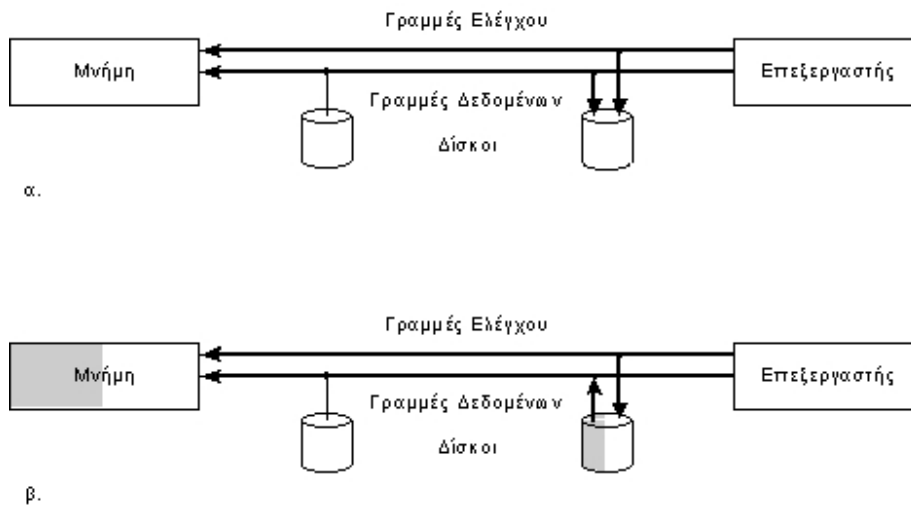 Γραμμές Ελέγχου
Μνήμη
Επεξεργαστής
Γραμμές Δεδομένων
Δίσκοι
α.
Γραμμές Ελέγχου
Μνήμη
Επεξεργαστής
Γραμμές Δεδομένων
Δίσκοι
β.